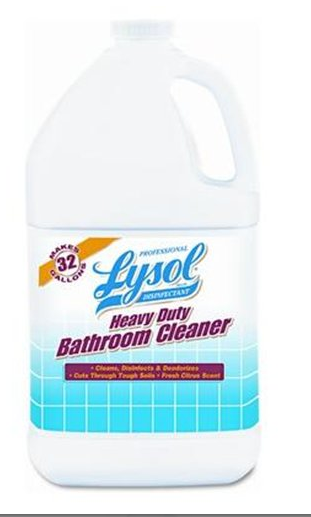 MAKES
32
GALLONS
PROFESSIONAL
Lysol
DISINFECTANT
Heavy Duty
Bathroom Cleaner
• Cleans, Disinfects & Deodorizes
• Cuts Through Tough Soils • Fresh Citrus Scent